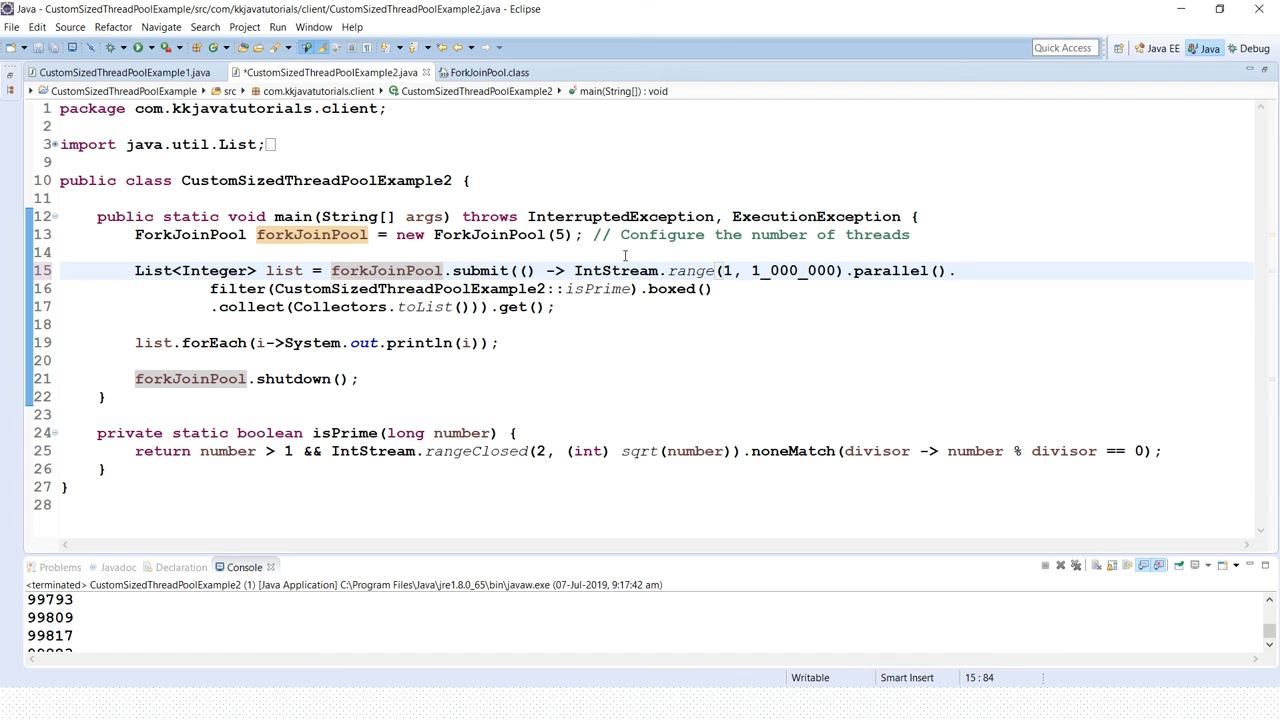 Java - CustomSizedThreadPoolExample/src/com/kkjavatutorials/client/CustomSizedThreadPoolExample2.java - Eclipse
File Edit Source Refactor Navigate Search Project Run Window Help
Quick Access Java EE Java Debug
CustomSizedThreadPoolExample1.java *CustomSizedThreadPoolExample2.java ForkJoinPool.class
CustomSizedThreadPoolExample src com.kkjavatutorials.client CustomSizedThreadPoolExample2 main(String[]) : void
1 package com.kkjavatutorials.client;
2
3 import java.util.List;
9
10 public class CustomSizedThreadPoolExample2 {
11
12 public static void main(String[] args) throws InterruptedException, ExecutionException {
13 ForkJoinPool forkJoinPool = new ForkJoinPool(5); // Configure the number of threads
14
15 List<Integer> list = forkJoinPool.submit(() -> IntStream.range(1, 1_000_000).parallel().
16 filter(CustomSizedThreadPoolExample2::isPrime).boxed()
17 .collect(Collectors.toList())).get();
18
19 list.forEach(i->System.out.println(i));
20
21 forkJoinPool.shutdown();
22 }
23
24 private static boolean isPrime(long number) {
25 return number > 1 && IntStream.rangeClosed(2, (int) sqrt(number)).noneMatch(divisor -> number % divisor == 0);
26 }
27 }
28
Problems Javadoc Declaration Console
<terminated> CustomSizedThreadPoolExample2 (1) [Java Application] C:\Program Files\Java\jre1.8.0_65\bin\javaw.exe (07-Jul-2019, 9:17:42 am)
99793
99809
99817
Writable Smart Insert 15 : 84